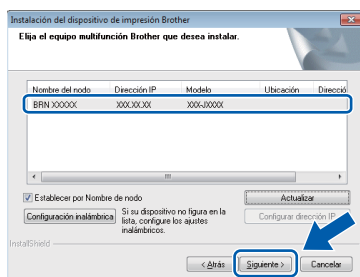 Instalación del dispositivo de impresión Brother
Elija el equipo multifunción Brother que desea instalar.
Nombre del nodo Dirección IP Modelo Ubicación Direcció
BRN XXXXX XXX.XX.XX XXX-JXXXX
Establecer por Nombre de nodo
Actualizar
Configuración inalámbrica
Si su dispositivo no figura en la
lista, configure los ajustes
inalámbricos.
Configurar dirección IP
InstallShield
< Atrás Siguiente > Cancelar